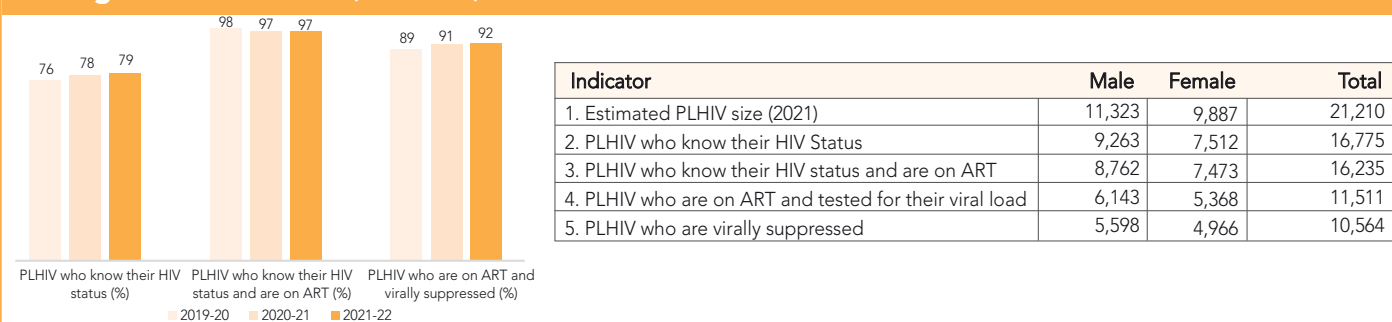 98 97 97
89 91 92
76 78 79
PLHIV who know their HIV status (%)
PLHIV who know their HIV status and are on ART (%)
PLHIV who are on ART and virally suppressed (%)
2019-20 2020-21 2021-22
Indicator Male Female Total
1. Estimated PLHIV size (2021) 11,323 9,887 21,210
2. PLHIV who know their HIV Status 9,263 7,512 16,775
3. PLHIV who know their HIV status and are on ART 8,762 7,473 16,235
4. PLHIV who are on ART and tested for their viral load 6,143 5,368 11,511
5. PLHIV who are virally suppressed 5,598 4,966 10,564